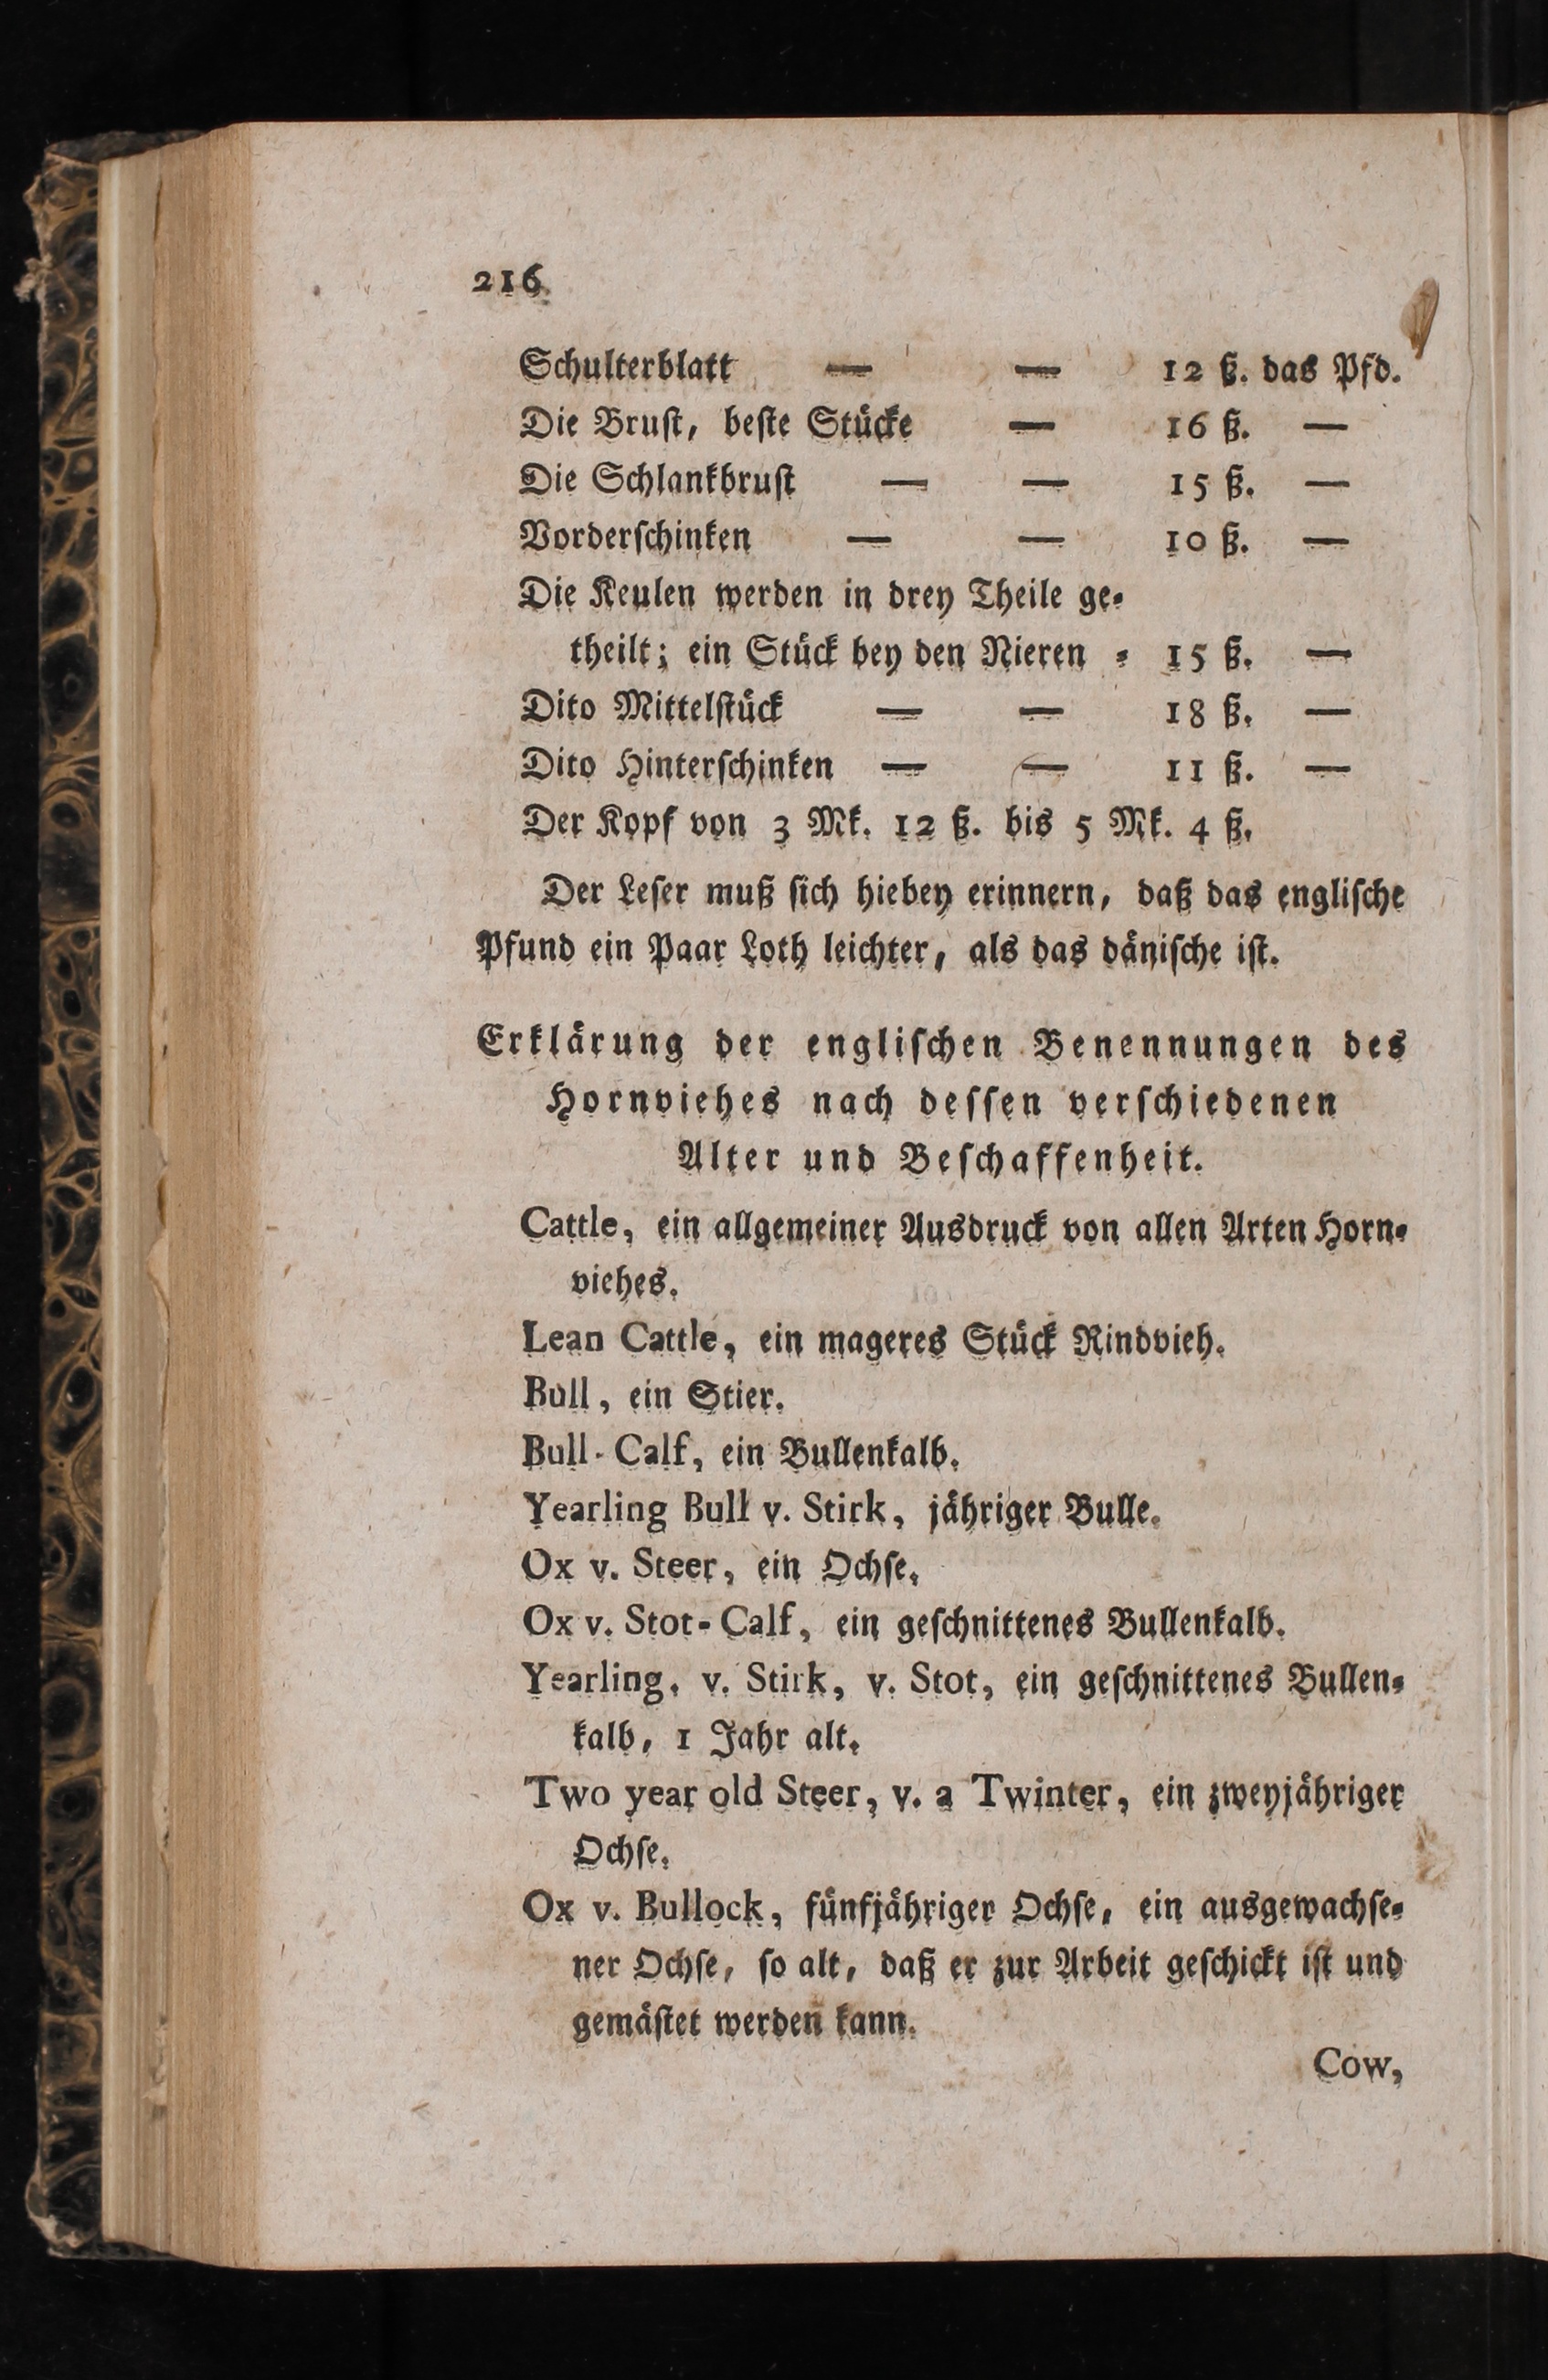 216
Schulterblatt — — 12 ß. das Pfd.
Die Bruſt, beſte Stücke — 16 ß. —
Die Schlankbruſt — — 15 ß. —
Vorderſchinken — — 10 ß. —
Die Keulen werden in drey Theile ge-
theilt; ein Stück bey den Nieren = 15 ß. —
Dito Mittelſtück — — 18 ß. —
Dito Hinterſchinken — — 11 ß. —
Der Kopf von 3 Mk. 12 ß. bis 5 Mk. 4 ß.
Der Leſer muß ſich hiebey erinnern, daß das engliſche
Pfund ein Paar Loth leichter, als das däniſche iſt.
Erklärung der engliſchen Benennungen des
Hornviehes nach deſſen verſchiedenen
Alter und Beſchaffenheit.
Cattle, ein allgemeiner Ausdruck von allen Arten Horn-
viehes.
Lean Cattle, ein mageres Stück Rindvieh.
Bull, ein Stier.
Bull-Calf, ein Bullenkalb.
Yearling Bull v. Stirk, jähriger Bulle.
Ox v. Steer, ein Ochſe.
Ox v. Stot-Calf, ein geſchnittenes Bullenkalb.
Yearling, v. Stirk, v. Stot, ein geſchnittenes Bullen-
kalb, 1 Jahr alt.
Two year old Steer, v. a Twinter, ein zweyjähriger
Ochſe.
Ox v. Bullock, fünfjähriger Ochſe, ein ausgewachſe-
ner Ochſe, ſo alt, daß er zur Arbeit geſchickt iſt und
gemäſtet werden kann.
Cow,